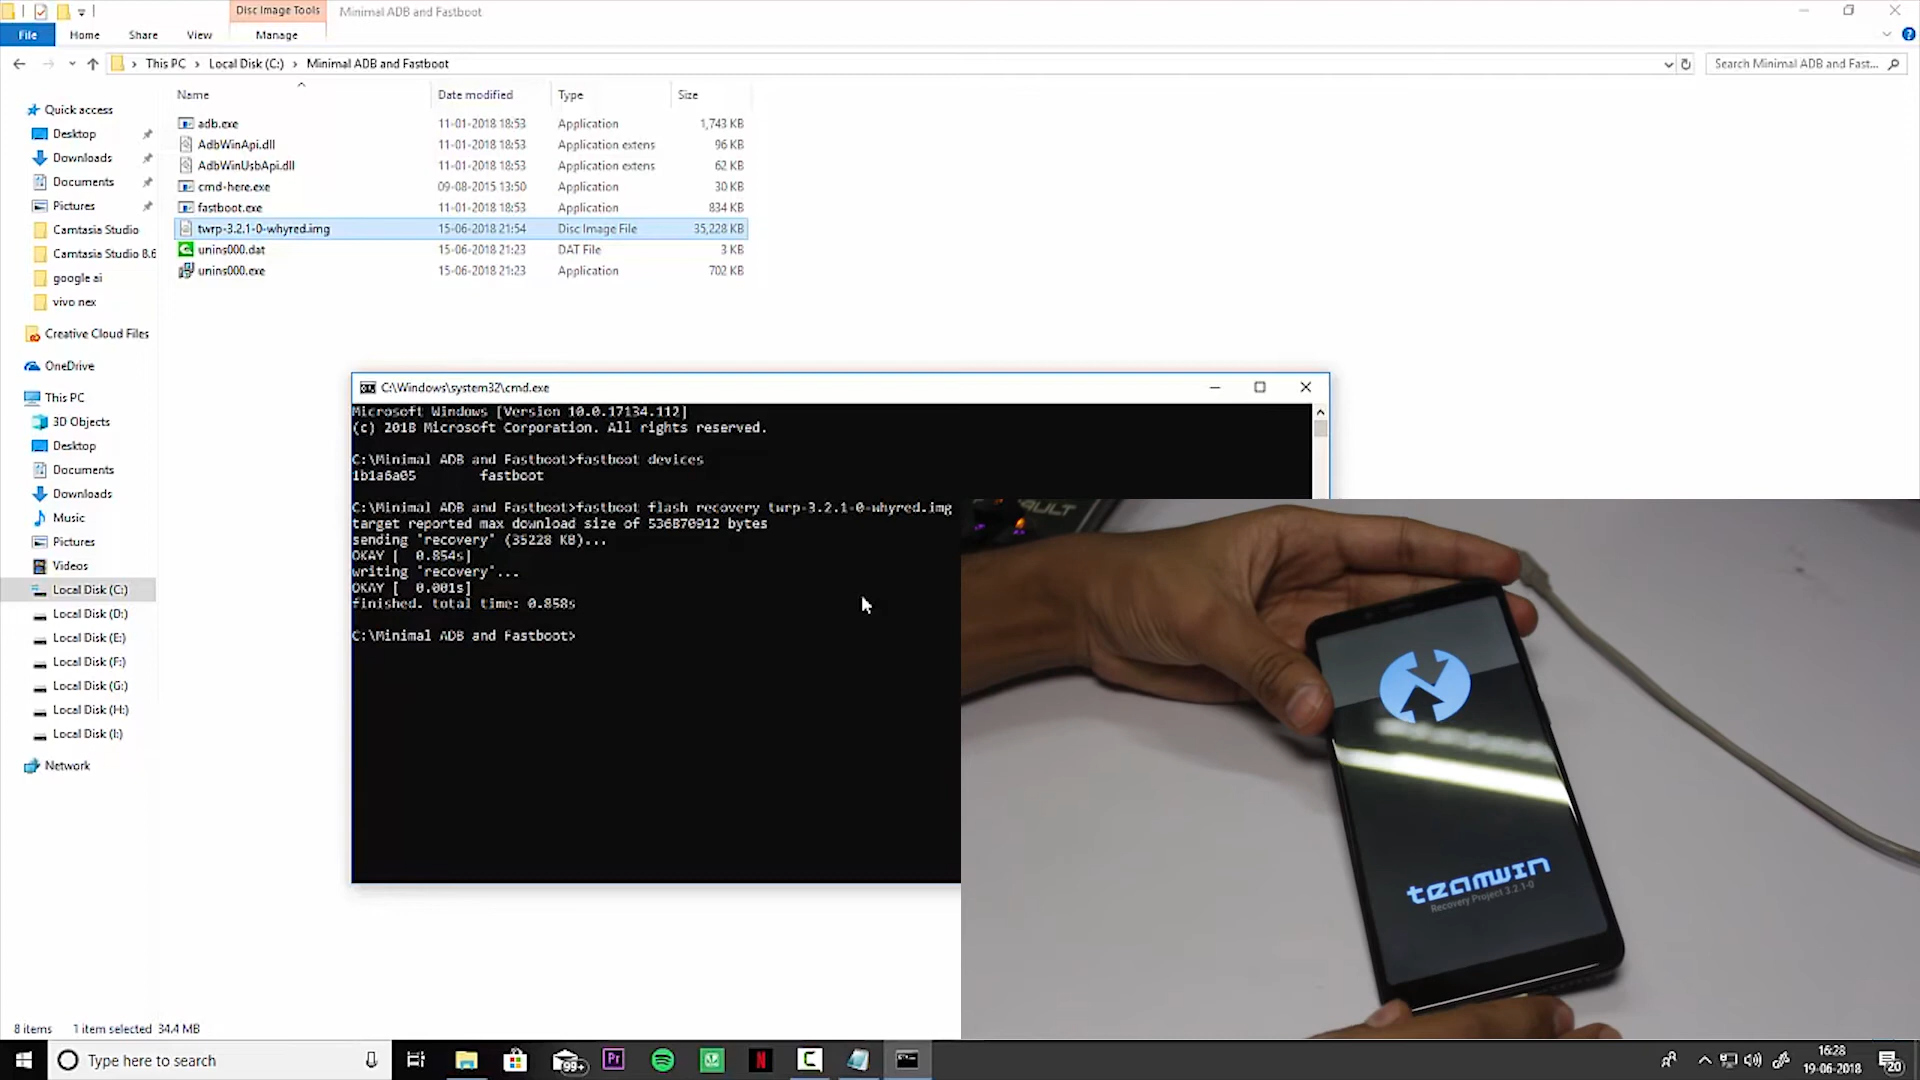 Disc Image Tools
Minimal ADB and Fastboot
File
Home
Share
View
Manage
This PC
Local Disk (C:)
Minimal ADB and Fastboot
Search Minimal ADB and Fast...
Name
Date modified
Type
Size
adb.exe 11-01-2018 18:53 Application 1,743 KB
AdbWinApi.dll 11-01-2018 18:53 Application extens 96 KB
AdbWinUsbApi.dll 11-01-2018 18:53 Application extens 62 KB
cmd-here.exe 09-08-2015 13:50 Application 30 KB
fastboot.exe 11-01-2018 18:53 Application 834 KB
twrp-3.2.1-0-whyred.img 15-06-2018 21:54 Disc Image File 35,228 KB
unins000.dat 15-06-2018 21:23 DAT File 3 KB
unins000.exe 15-06-2018 21:23 Application 702 KB
Quick access
Desktop
Downloads
Documents
Pictures
Camtasia Studio
Camtasia Studio 8.6
google ai
vivo nex
Creative Cloud Files
OneDrive
This PC
3D Objects
Desktop
Documents
Downloads
Music
Pictures
Videos
Local Disk (C:)
Local Disk (D:)
Local Disk (E:)
Local Disk (F:)
Local Disk (G:)
Local Disk (H:)
Local Disk (I:)
Network
C:\Windows\system32\cmd.exe
Microsoft Windows [Version 10.0.17134.112]
(c) 2018 Microsoft Corporation. All rights reserved.
C:\Minimal ADB and Fastboot>fastboot devices
1b1a6a05 fastboot
C:\Minimal ADB and Fastboot>fastboot flash recovery twrp-3.2.1-0-whyred.img
target reported max download size of 536870912 bytes
sending 'recovery' (35228 KB)...
OKAY [ 0.854s]
writing 'recovery'...
OKAY [ 0.001s]
finished. total time: 0.858s
C:\Minimal ADB and Fastboot>
teamwin
Recovery Project 3.2.1-0
8 items
1 item selected 34.4 MB
Type here to search
99+
Pr
N
C
16:28
19-06-2018
20